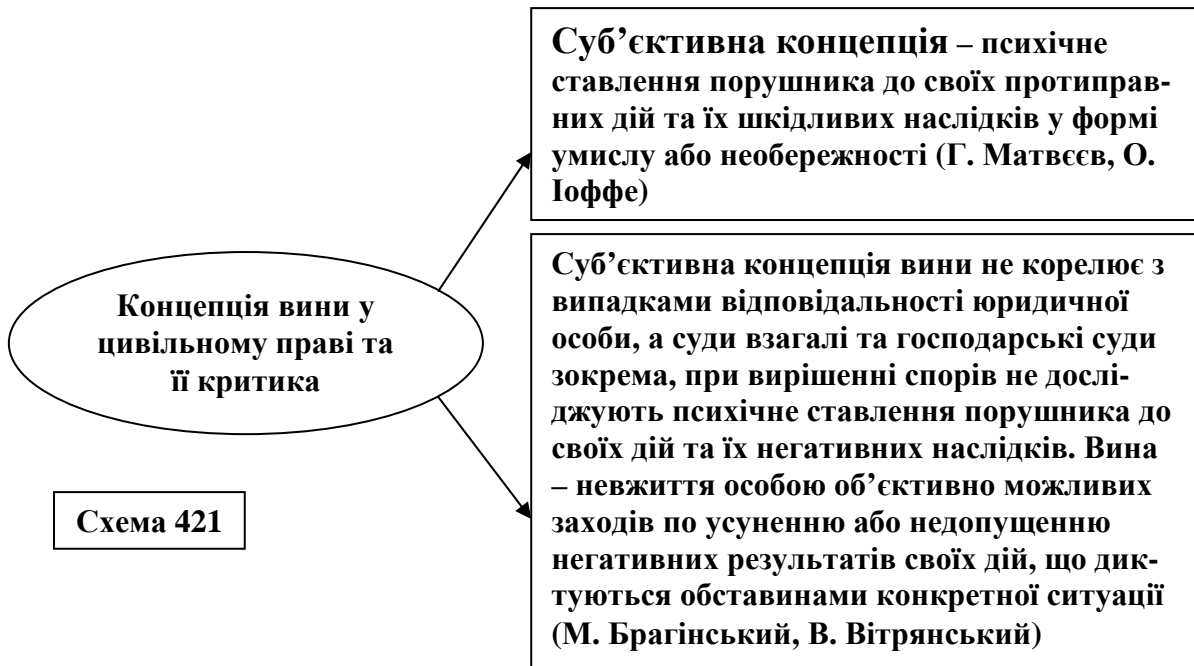 Суб’єктивна концепція – психічне
ставлення порушника до своїх протиправ-
них дій та їх шкідливих наслідків у формі
умислу або необережності (Г. Матвєєв, О.
Іоффе)
Концепція вини у
цивільному праві та
її критика
Суб’єктивна концепція вини не корелює з
випадками відповідальності юридичної
особи, а суди взагалі та господарські суди
зокрема, при вирішенні спорів не дослі-
джують психічне ставлення порушника до
своїх дій та їх негативних наслідків. Вина
– невжиття особою об’єктивно можливих
заходів по усуненню або недопущенню
негативних результатів своїх дій, що дик-
туються обставинами конкретної ситуації
(М. Брагінський, В. Вітрянський)
Схема 421